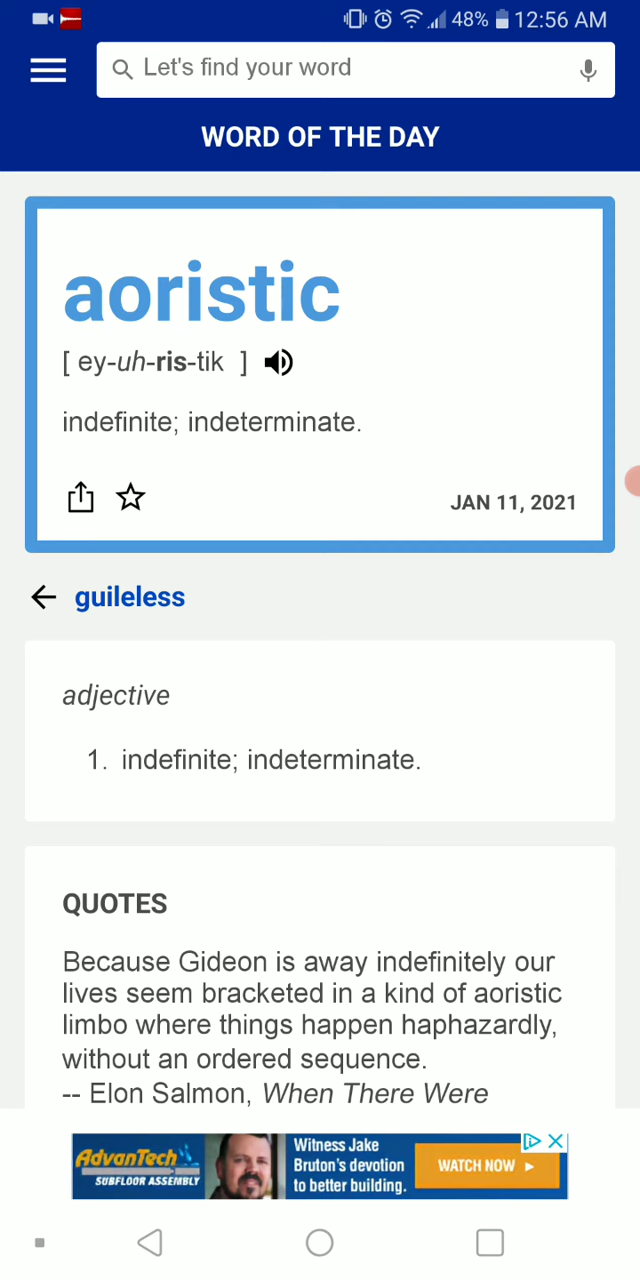 48% 12:56 AM
Let's find your word
WORD OF THE DAY
aoristic
[ ey-uh-ris-tik ]
indefinite; indeterminate.
JAN 11, 2021
guileless
adjective
1. indefinite; indeterminate.
QUOTES
Because Gideon is away indefinitely our
lives seem bracketed in a kind of aoristic
limbo where things happen haphazardly,
without an ordered sequence.
-- Elon Salmon, When There Were
AdvanTech
SUBFLOOR ASSEMBLY
Witness Jake
Bruton's devotion
to better building.
WATCH NOW